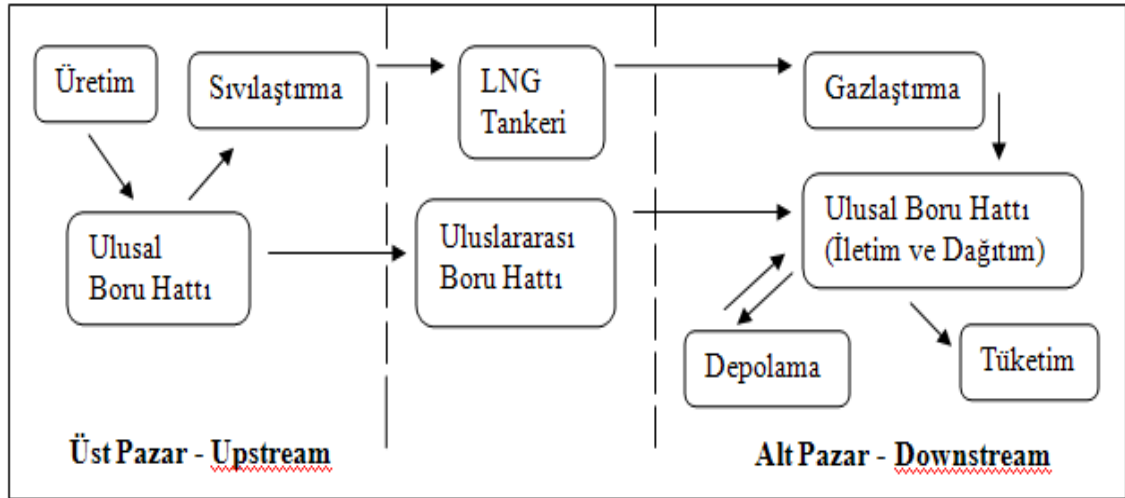 Üretim
Sıvılaştırma
LNG
Tankeri
Gazlaştırma
Ulusal
Boru Hattı
Uluslararası
Boru Hattı
Ulusal Boru Hattı
(İletim ve Dağıtım)
Depolama
Tüketim
Üst Pazar - Upstream
Alt Pazar - Downstream